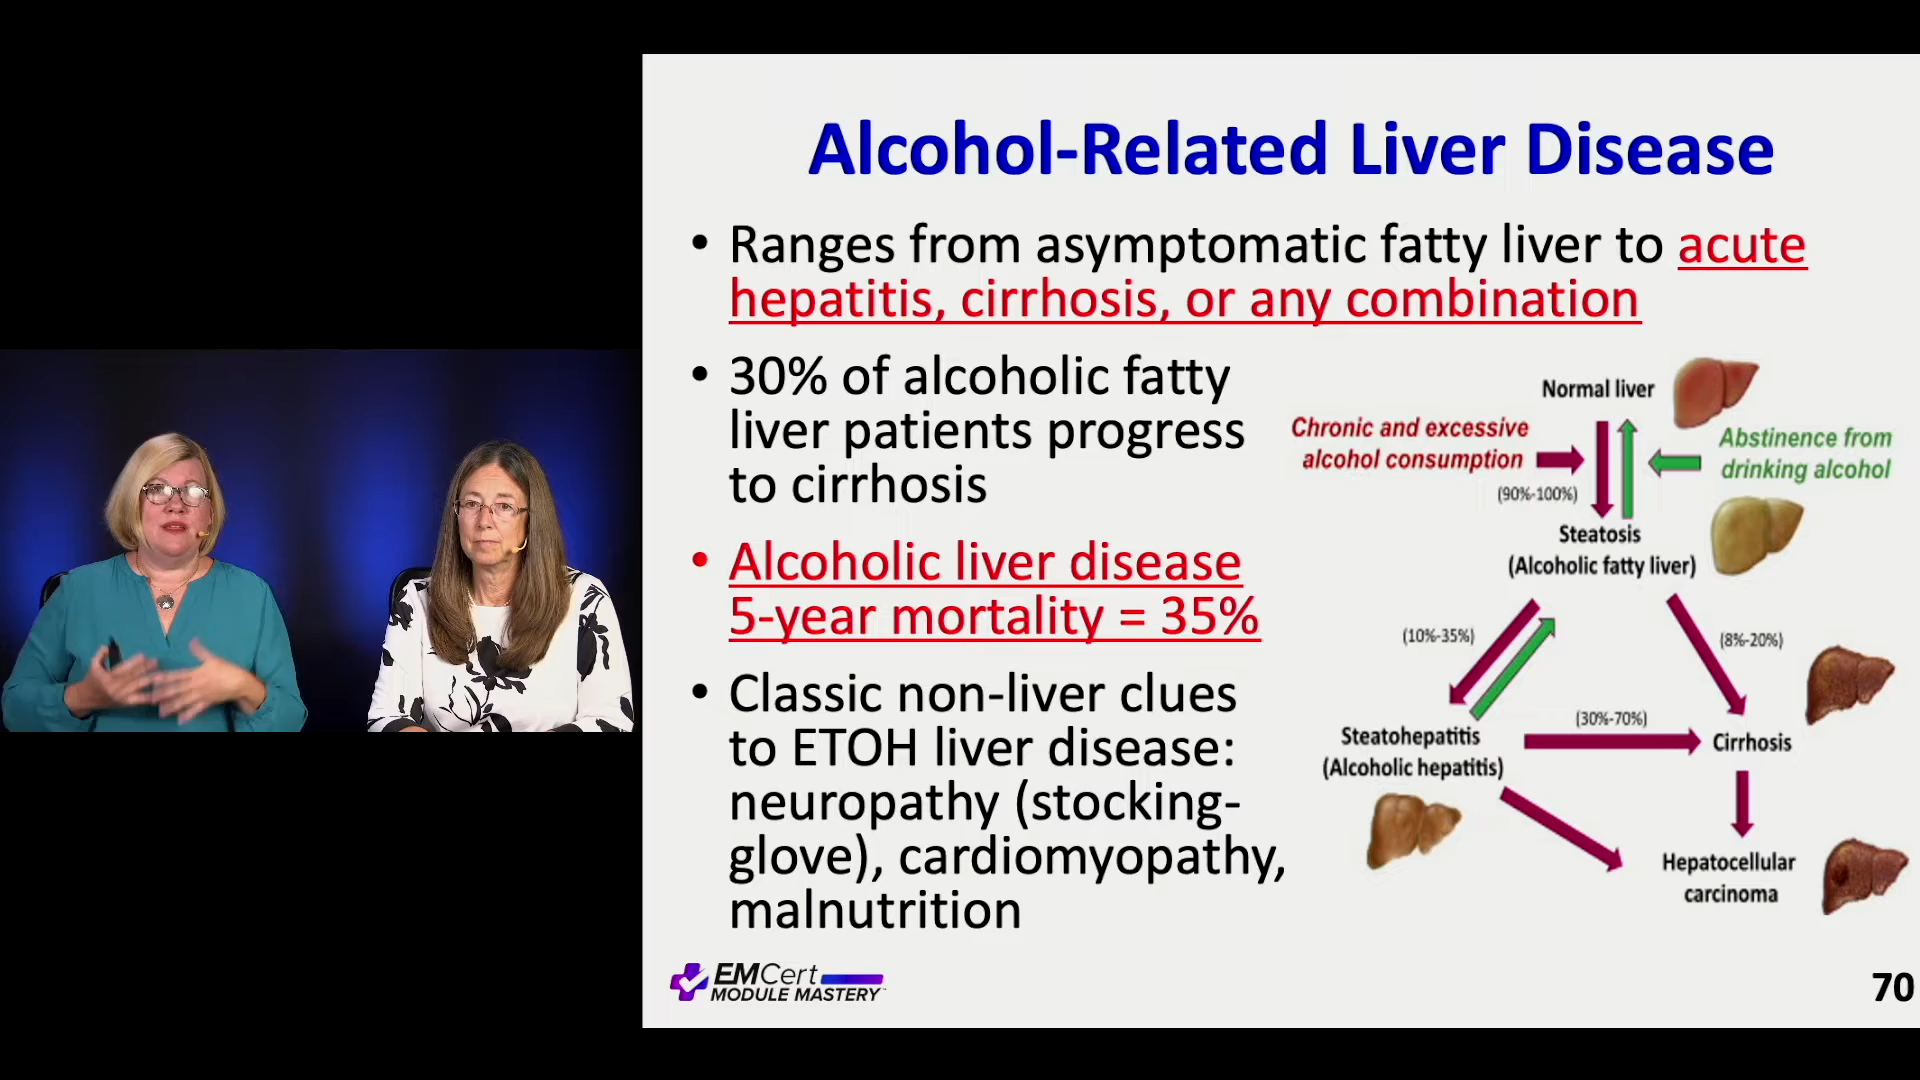 Alcohol-Related Liver Disease
• Ranges from asymptomatic fatty liver to acute
hepatitis, cirrhosis, or any combination
• 30% of alcoholic fatty
liver patients progress
to cirrhosis
• Alcoholic liver disease
5-year mortality = 35%
• Classic non-liver clues
to ETOH liver disease:
neuropathy (stocking-
glove), cardiomyopathy,
malnutrition
Normal liver
Chronic and excessive
alcohol consumption
Abstinence from
drinking alcohol
(90%-100%)
Steatosis
(Alcoholic fatty liver)
(10%-35%)
(8%-20%)
Steatohepatitis
(Alcoholic hepatitis)
(30%-70%)
Cirrhosis
Hepatocellular
carcinoma
EMCert
MODULE MASTERY™
70